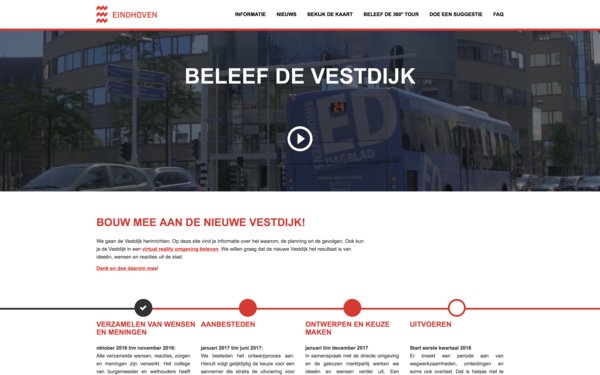 EINDHOVEN
INFORMATIE NIEUWS BEKIJK DE KAART BELEEF DE 360° TOUR DOE EEN SUGGESTIE FAQ
BELEEF DE VESTDIJK
24
ED
DAGBLAD
BOUW MEE AAN DE NIEUWE VESTDIJK!
We gaan de Vestdijk herinrichten. Op deze site vind je informatie over het waarom, de planning en de gevolgen. Ook kun
je de Vestdijk in een virtual reality omgeving beleven. We willen graag dat de nieuwe Vestdijk het resultaat is van
ideeën, wensen en reacties uit de stad.
Denk en doe daarom mee!
VERZAMELEN VAN WENSEN
EN MENINGEN
oktober 2016 t/m november 2016:
Alle verzamelde wensen, reacties, zorgen
en meningen zijn verwerkt. Het college
van burgemeester en wethouders heeft
AANBESTEDEN
januari 2017 t/m juni 2017:
We besteden het ontwerpproces aan.
Hieruit volgt gelijktijdig de keuze voor een
aannemer die straks de uitvoering voor
ONTWERPEN EN KEUZE
MAKEN
januari t/m december 2017
In samenspraak met de directe omgeving
en de gekozen marktpartij werken we
ideeën en wensen verder uit. Een
UITVOEREN
Start eerste kwartaal 2018
Er breekt een periode aan van
wegwerkzaamheden, omleidingen en
soms ook overlast. Dat is helaas niet te